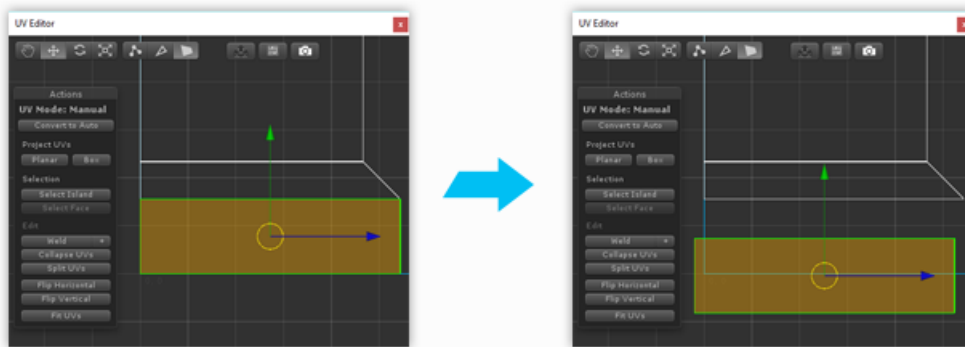 UV Editor
x
Actions
UV Mode: Manual
Convert to Auto
Project UVs
Planar Box
Selection
Select Island
Select Face
Edit
Weld +
Collapse UVs
Split UVs
Flip Horizontal
Flip Vertical
Fit UVs
UV Editor
x
Actions
UV Mode: Manual
Convert to Auto
Project UVs
Planar Box
Selection
Select Island
Select Face
Edit
Weld +
Collapse UVs
Split UVs
Flip Horizontal
Flip Vertical
Fit UVs